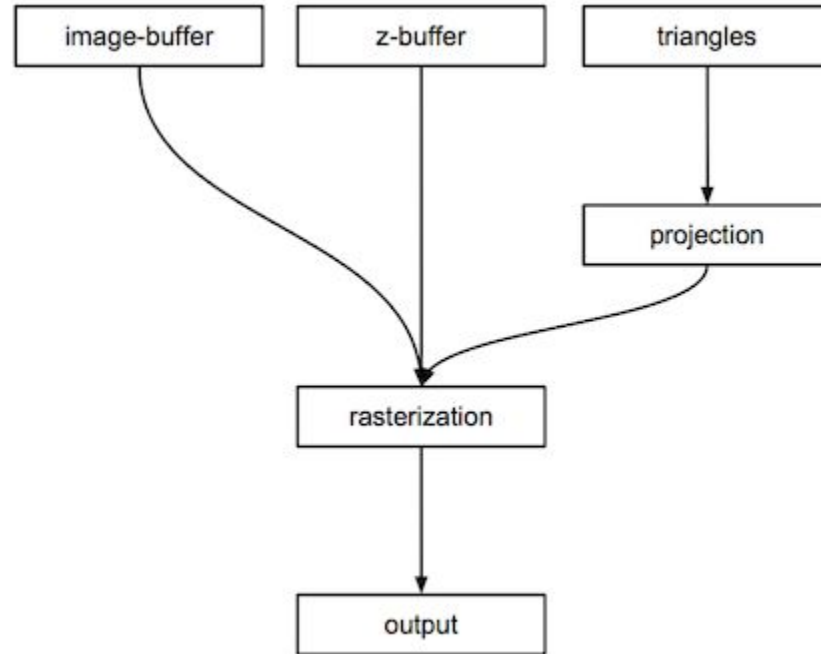 image-buffer
z-buffer
triangles
projection
rasterization
output